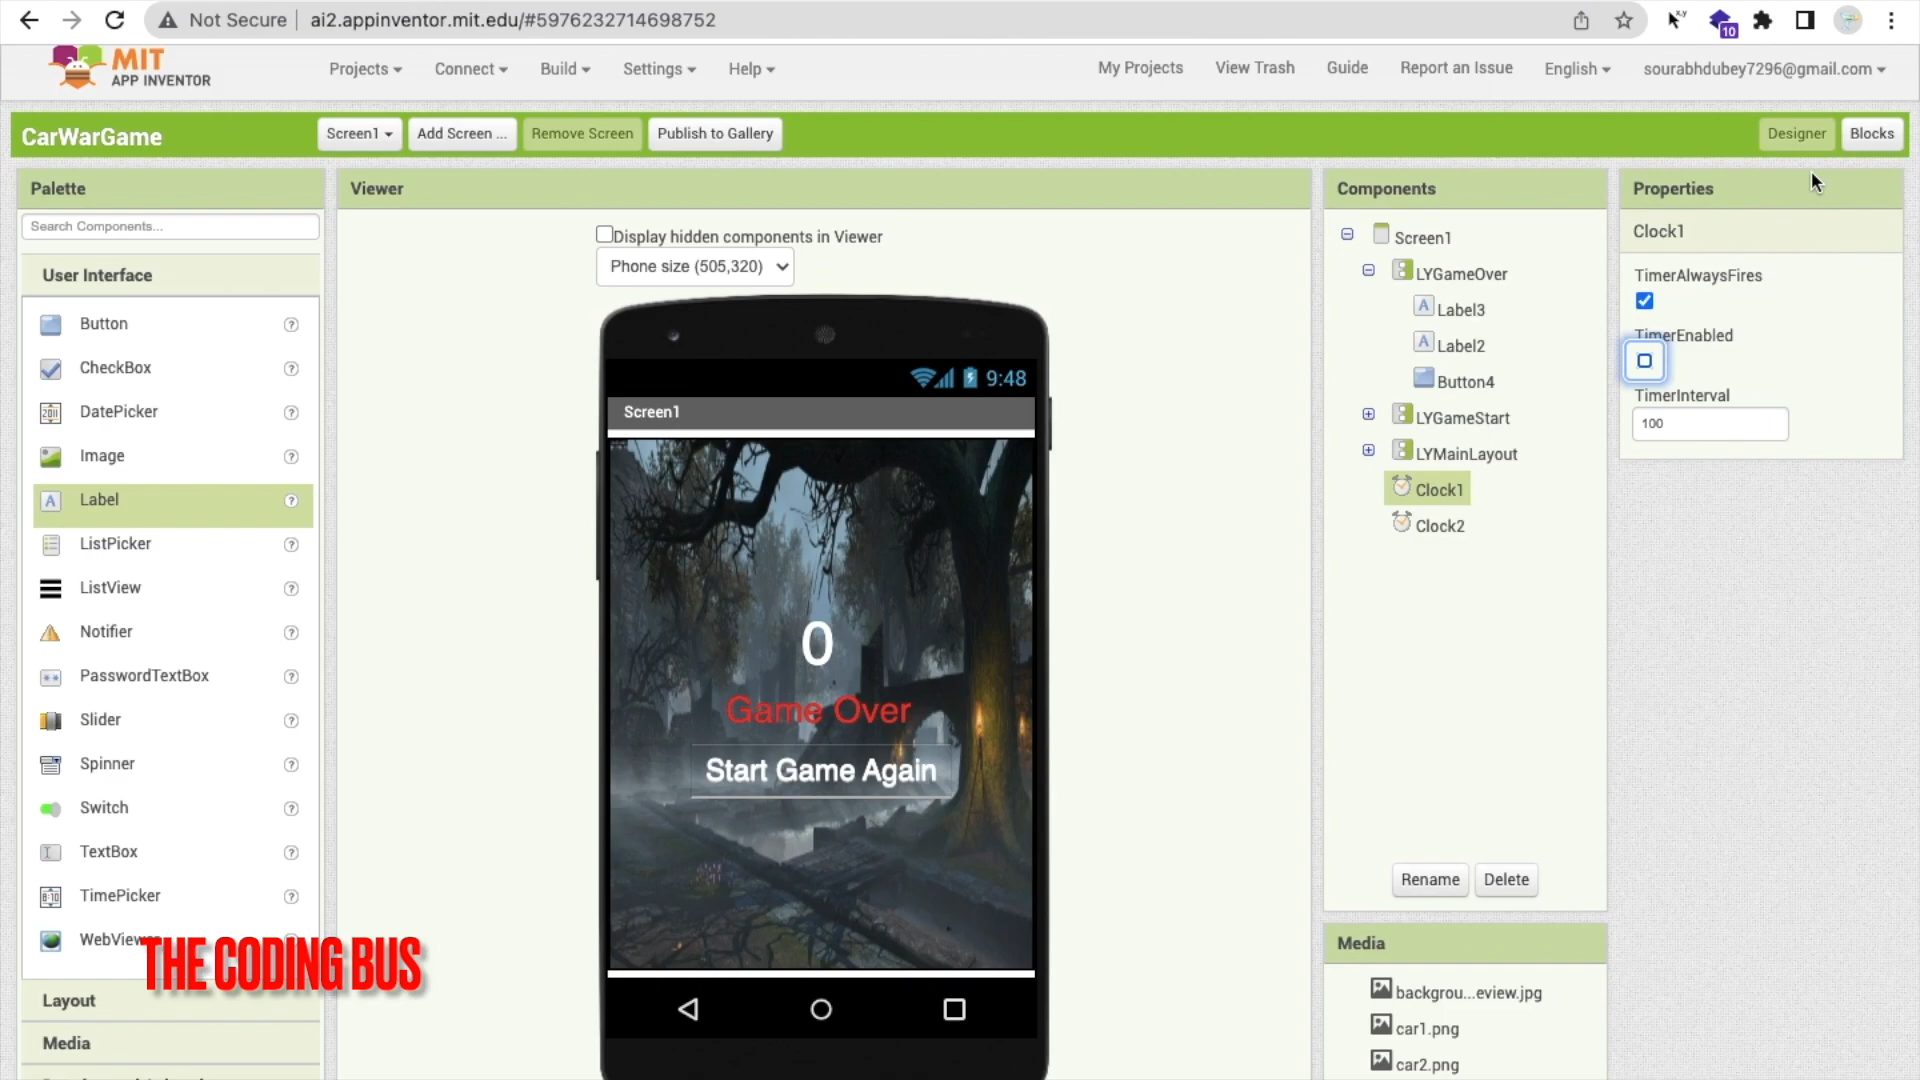 Not Secure
ai2.appinventor.mit.edu/#5976232714698752
10
MIT
APP INVENTOR
Projects
Connect
Build
Settings
Help
My Projects
View Trash
Guide
Report an Issue
English
sourabhdubey7296@gmail.com
CarWarGame
Screen1
Add Screen ...
Remove Screen
Publish to Gallery
Designer
Blocks
Palette
Search Components...
User Interface
Button
CheckBox
DatePicker
Image
Label
ListPicker
ListView
Notifier
PasswordTextBox
Slider
Spinner
Switch
TextBox
TimePicker
THE CODING BUS
Layout
Media
Viewer
Display hidden components in Viewer
Phone size (505,320)
9:48
Screen1
0
Game Over
Start Game Again
Components
Screen1
LYGameOver
Label3
Label2
Button4
LYGameStart
LYMainLayout
Clock1
Clock2
Rename
Delete
Media
backgrou...eview.jpg
car1.png
car2.png
Properties
Clock1
TimerAlwaysFires
TimerEnabled
TimerInterval
100